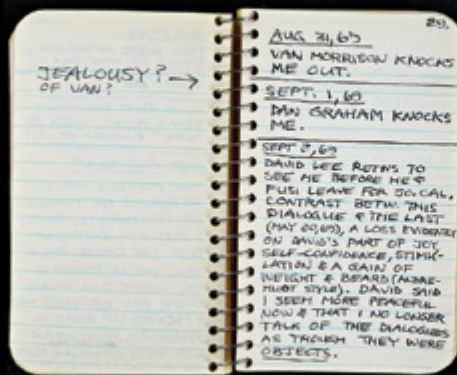 JEALOUSY? →
OF VAN?
AUG. 31, 69
VAN MORRISON KNOCKS
ME OUT.
SEPT. 1, 69
DAN GRAHAM KNOCKS
ME.
SEPT 2, 69
DAVID LEE RETNS TO
SEE ME BEFORE HE &
FUSI LEAVE FOR SO. CAL.
CONTRAST BETW. THIS
DIALOGUE & THE LAST
(MAY 20, 69), A LOSS EVIDENTLY
ON DAVID'S PART OF JOY,
SELF-CONFIDENCE, STIMU-
LATION & A GAIN OF
WEIGHT & BEARD
STYLE). DAVID SAID
I SEEM MORE PEACEFUL
NOW & THAT I NO LONGER
TALK OF THE DIALOGUES
AS THOUGH THEY WERE
OBJECTS.